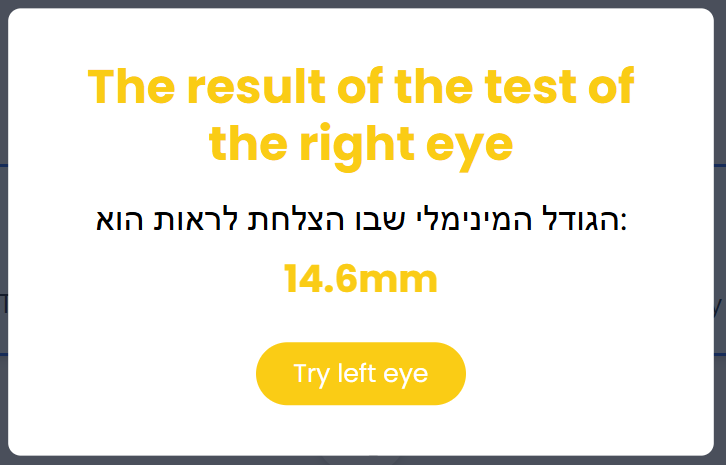 The result of the test of
the right eye
הגודל המינימלי שבו הצלחת לראות הוא:
14.6mm
Try left eye